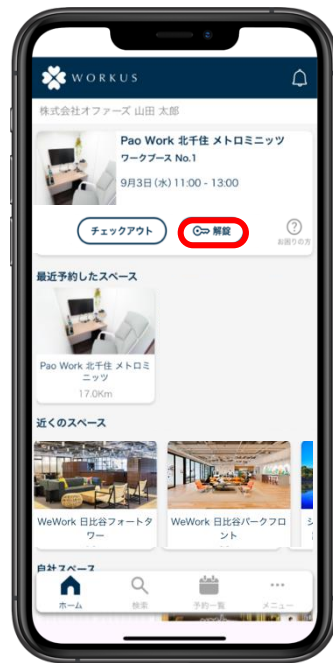 WORKUS
株式会社オファーズ 山田 太郎
Pao Work 北千住 メトロミニッツ
ワークブース No.1
9月3日(水) 11:00 - 13:00
チェックアウト
解錠
お困りの方
最近予約したスペース
Pao Work 北千住 メトロミ
ニッツ
17.0Km
近くのスペース
WeWork 日比谷フォートタ
ワー
WeWork 日比谷パークフロ
ント
自社スペース
ホーム
検索
予約一覧
メニュー